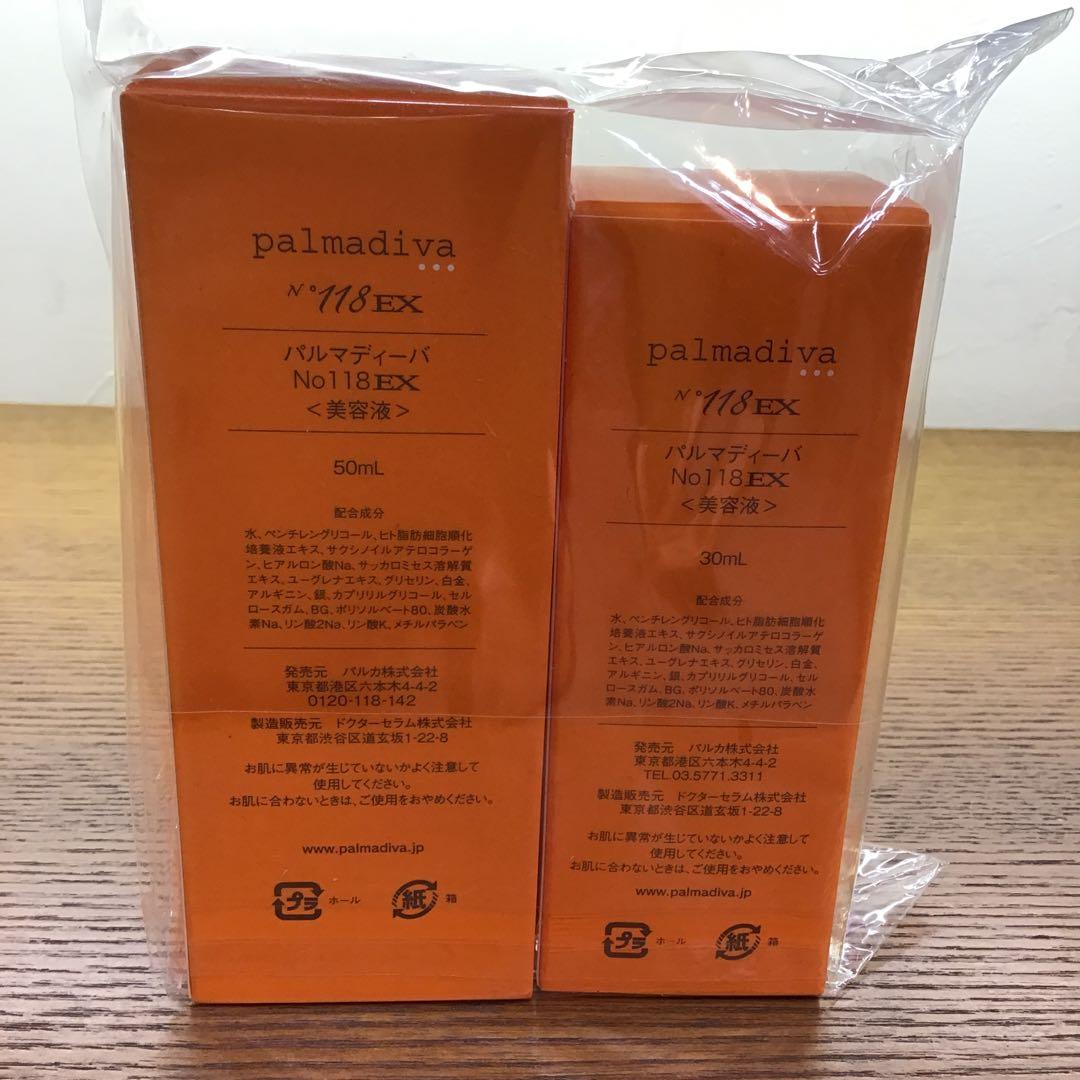 palmadiva
N°118EX
パルマディーバ
No118EX
＜美容液＞
50mL
配合成分
水、ペンチレングリコール、ヒト脂肪細胞順化
培養液エキス、サクシノイルアテロコラーゲ
ン、ヒアルロン酸Na、サッカロミセス溶解質
エキス、ユーグレナエキス、グリセリン、白金、
アルギニン、銀、カプリリルグリコール、セル
ロースガム、BG、ポリソルベート80、炭酸水
素Na、リン酸2Na、リン酸K、メチルパラベン
発売元　パルカ株式会社
東京都港区六本木4-4-2
0120-118-142
製造販売元　ドクターセラム株式会社
東京都渋谷区道玄坂1-22-8
お肌に異常が生じていないかよく注意して
使用してください。
お肌に合わないときは、ご使用をおやめください。
www.palmadiva.jp
プラ ホール 紙 箱
palmadiva
N°118EX
パルマディーバ
No118EX
＜美容液＞
30mL
配合成分
水、ペンチレングリコール、ヒト脂肪細胞順化
培養液エキス、サクシノイルアテロコラーゲ
ン、ヒアルロン酸Na、サッカロミセス溶解質
エキス、ユーグレナエキス、グリセリン、白金、
アルギニン、銀、カプリリルグリコール、セル
ロースガム、BG、ポリソルベート80、炭酸水
素Na、リン酸2Na、リン酸K、メチルパラベン
発売元　パルカ株式会社
東京都港区六本木4-4-2
TEL.03.5771.3311
製造販売元　ドクターセラム株式会社
東京都渋谷区道玄坂1-22-8
お肌に異常が生じていないかよく注意して
使用してください。
お肌に合わないときは、ご使用をおやめください。
www.palmadiva.jp
プラ ホール 紙 箱